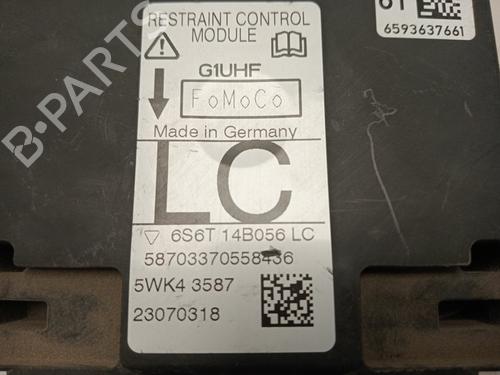 RESTRAINT CONTROL
MODULE
G1UHF
FoMoCo
Made in Germany
LC
6S6T 14B056 LC
58703370558436
5WK4 3587
23070318
6593637661
B-PARTS